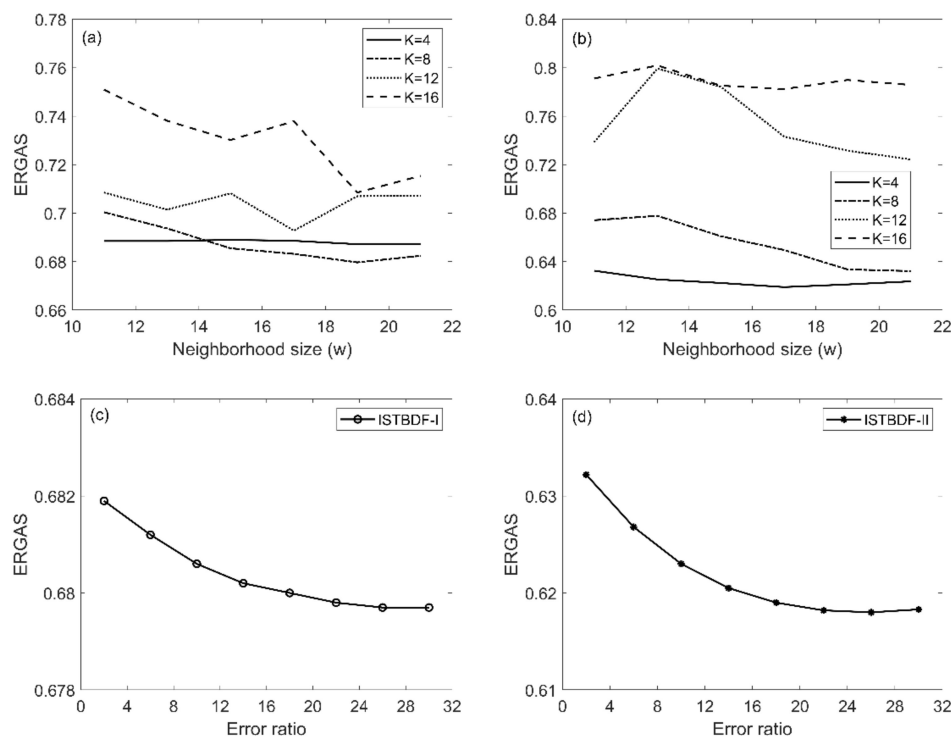 (a)
K=4
K=8
K=12
K=16
0.78
0.76
0.74
0.72
0.7
0.68
0.66
ERGAS
10 12 14 16 18 20 22
Neighborhood size (w)
(b)
K=4
K=8
K=12
K=16
0.84
0.8
0.76
0.72
0.68
0.64
0.6
ERGAS
10 12 14 16 18 20 22
Neighborhood size (w)
(c)
ISTBDF-I
0.684
0.682
0.68
0.678
ERGAS
0 4 8 12 16 20 24 28 32
Error ratio
(d)
ISTBDF-II
0.64
0.63
0.62
0.61
ERGAS
0 4 8 12 16 20 24 28 32
Error ratio